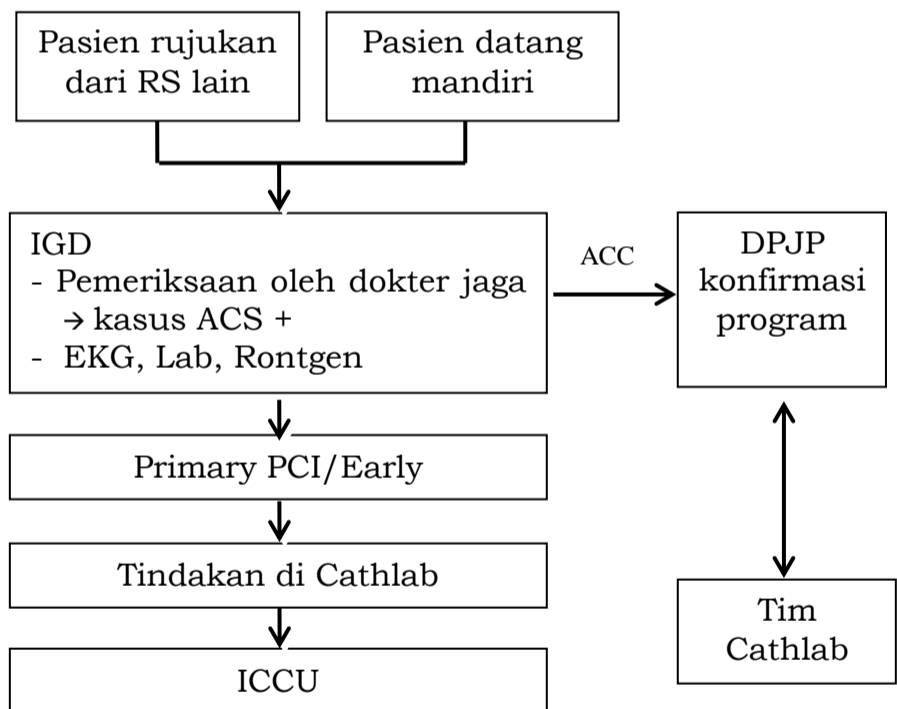 Pasien rujukan
dari RS lain
Pasien datang
mandiri
IGD
- Pemeriksaan oleh dokter jaga
→ kasus ACS +
- EKG, Lab, Rontgen
ACC
DPJP
konfirmasi
program
Primary PCI/Early
Tindakan di Cathlab
Tim
Cathlab
ICCU